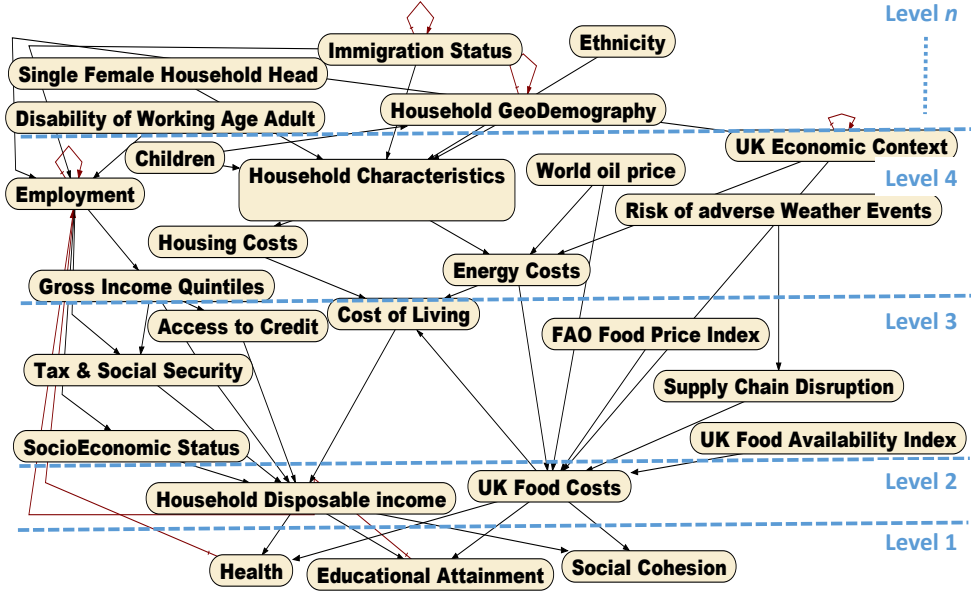 Level n
Immigration Status
Ethnicity
Single Female Household Head
Household GeoDemography
Disability of Working Age Adult
Children
UK Economic Context
Household Characteristics
World oil price
Level 4
Employment
Risk of adverse Weather Events
Housing Costs
Energy Costs
Gross Income Quintiles
Access to Credit
Cost of Living
FAO Food Price Index
Level 3
Tax & Social Security
Supply Chain Disruption
SocioEconomic Status
UK Food Availability Index
Household Disposable income
UK Food Costs
Level 2
Level 1
Health
Educational Attainment
Social Cohesion